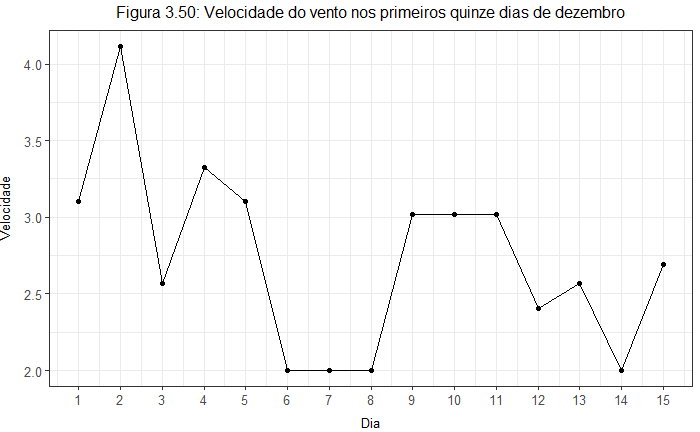 Figura 3.50: Velocidade do vento nos primeiros quinze dias de dezembro
Velocidade
4.0
3.5
3.0
2.5
2.0
1 2 3 4 5 6 7 8 9 10 11 12 13 14 15
Dia